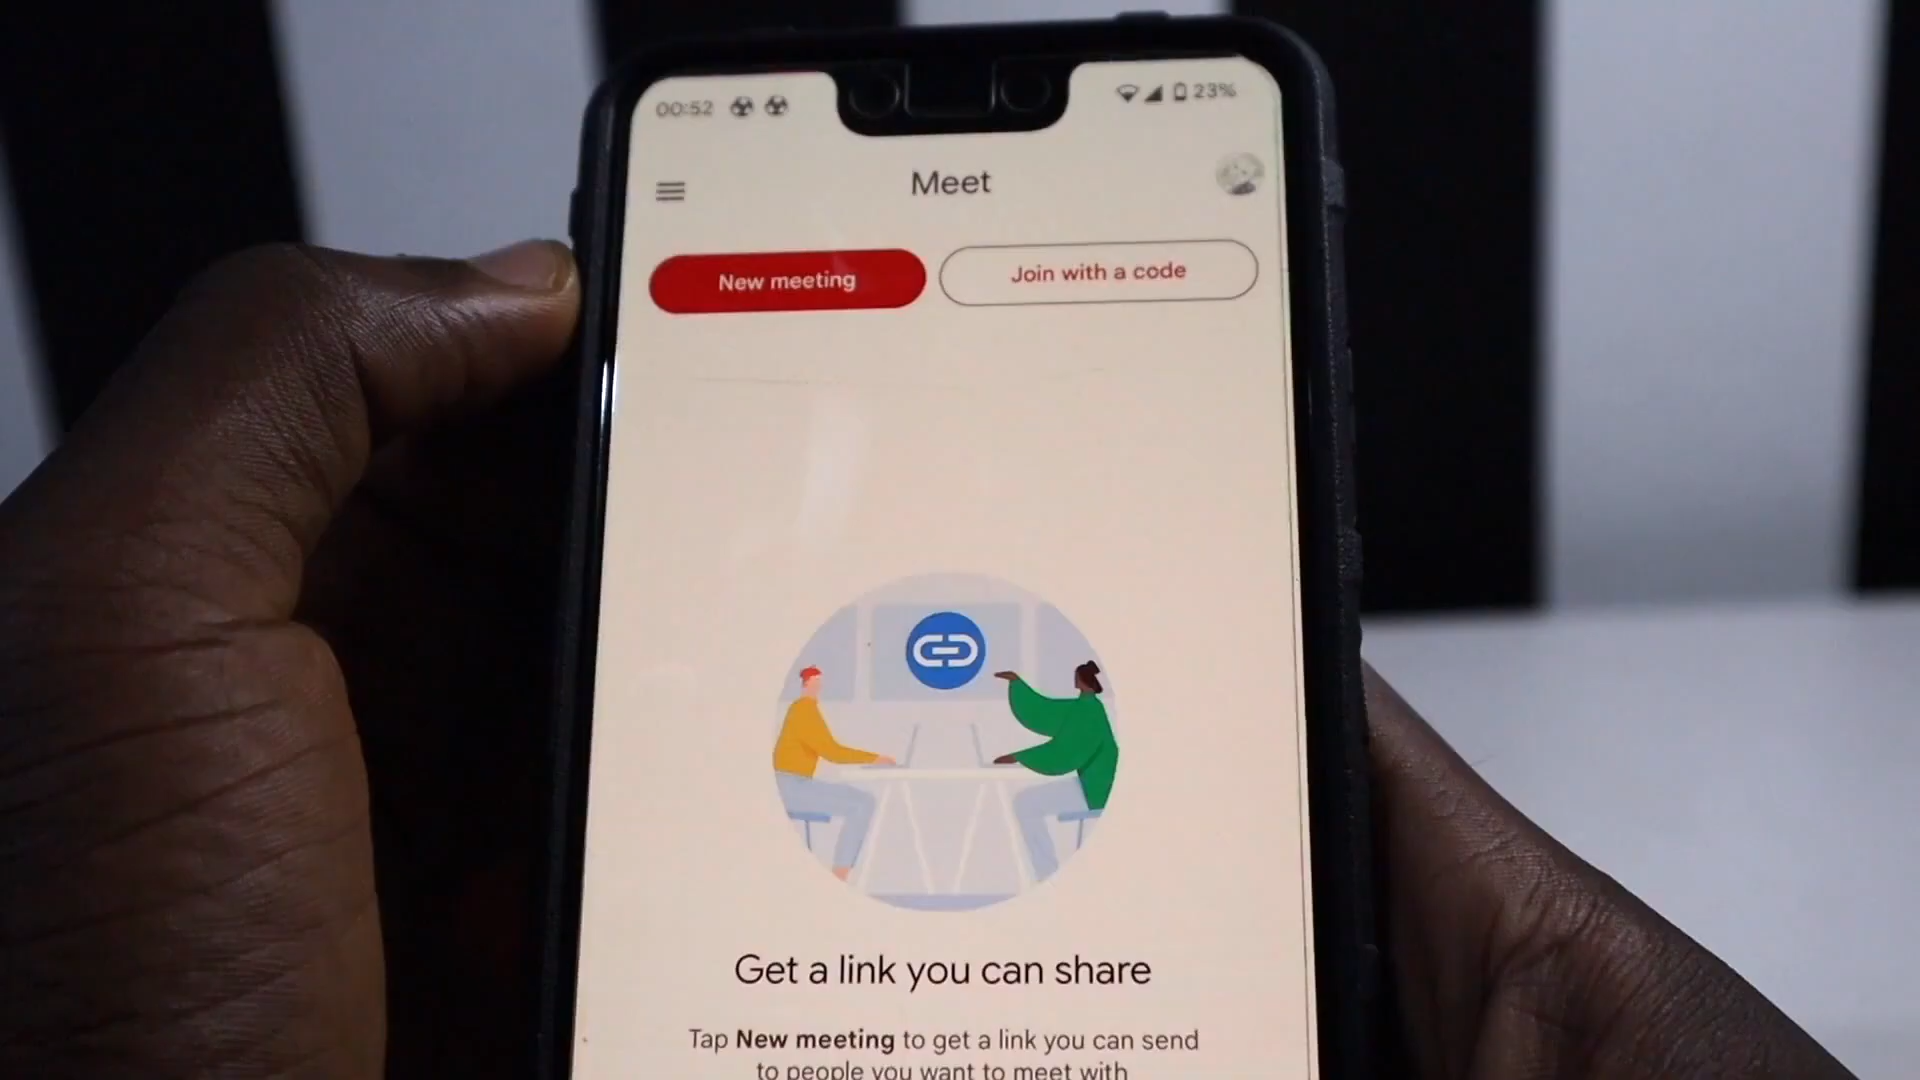 00:52
23%
Meet
New meeting
Join with a code
Get a link you can share
Tap New meeting to get a link you can send
to people you want to meet with